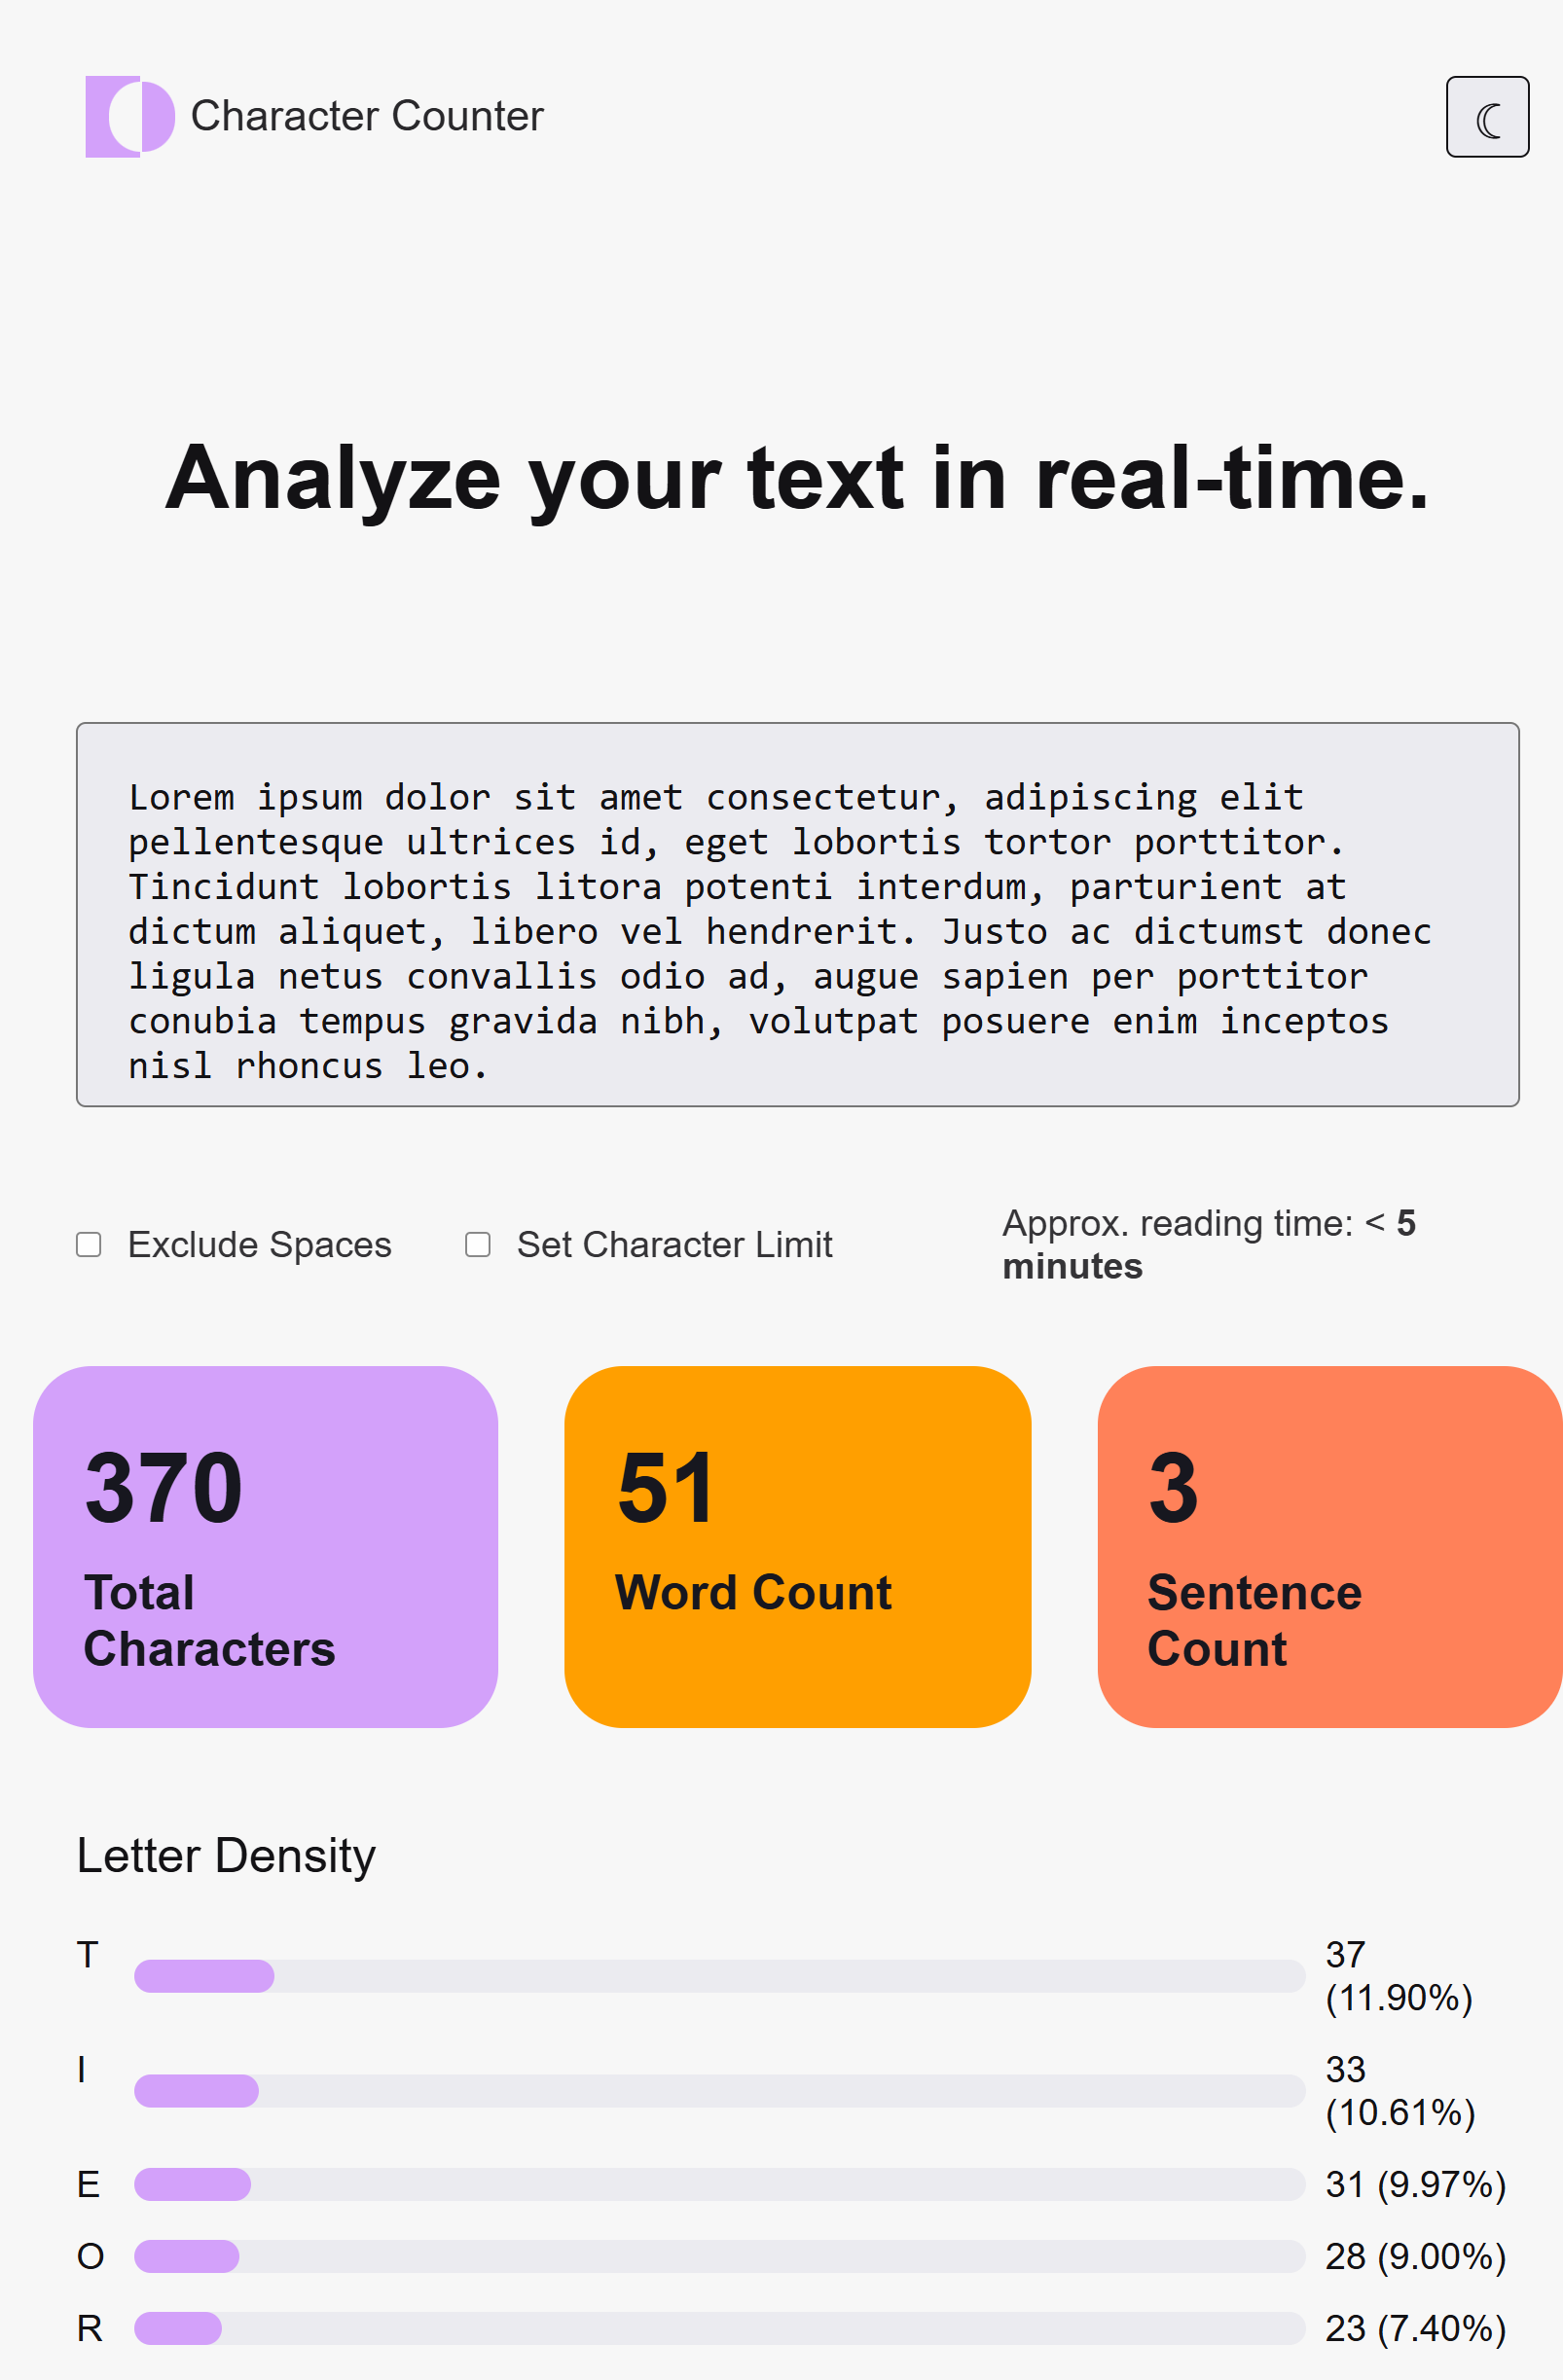 Character Counter
☾
Analyze your text in real-time.
Lorem ipsum dolor sit amet consectetur, adipiscing elit
pellentesque ultrices id, eget lobortis tortor porttitor.
Tincidunt lobortis litora potenti interdum, parturient at
dictum aliquet, libero vel hendrerit. Justo ac dictumst donec
ligula netus convallis odio ad, augue sapien per porttitor
conubia tempus gravida nibh, volutpat posuere enim inceptos
nisl rhoncus leo.
Exclude Spaces
Set Character Limit
Approx. reading time: < 5
minutes
370
Total
Characters
51
Word Count
3
Sentence
Count
Letter Density
T
37
(11.90%)
I
33
(10.61%)
E 31 (9.97%)
O 28 (9.00%)
R 23 (7.40%)